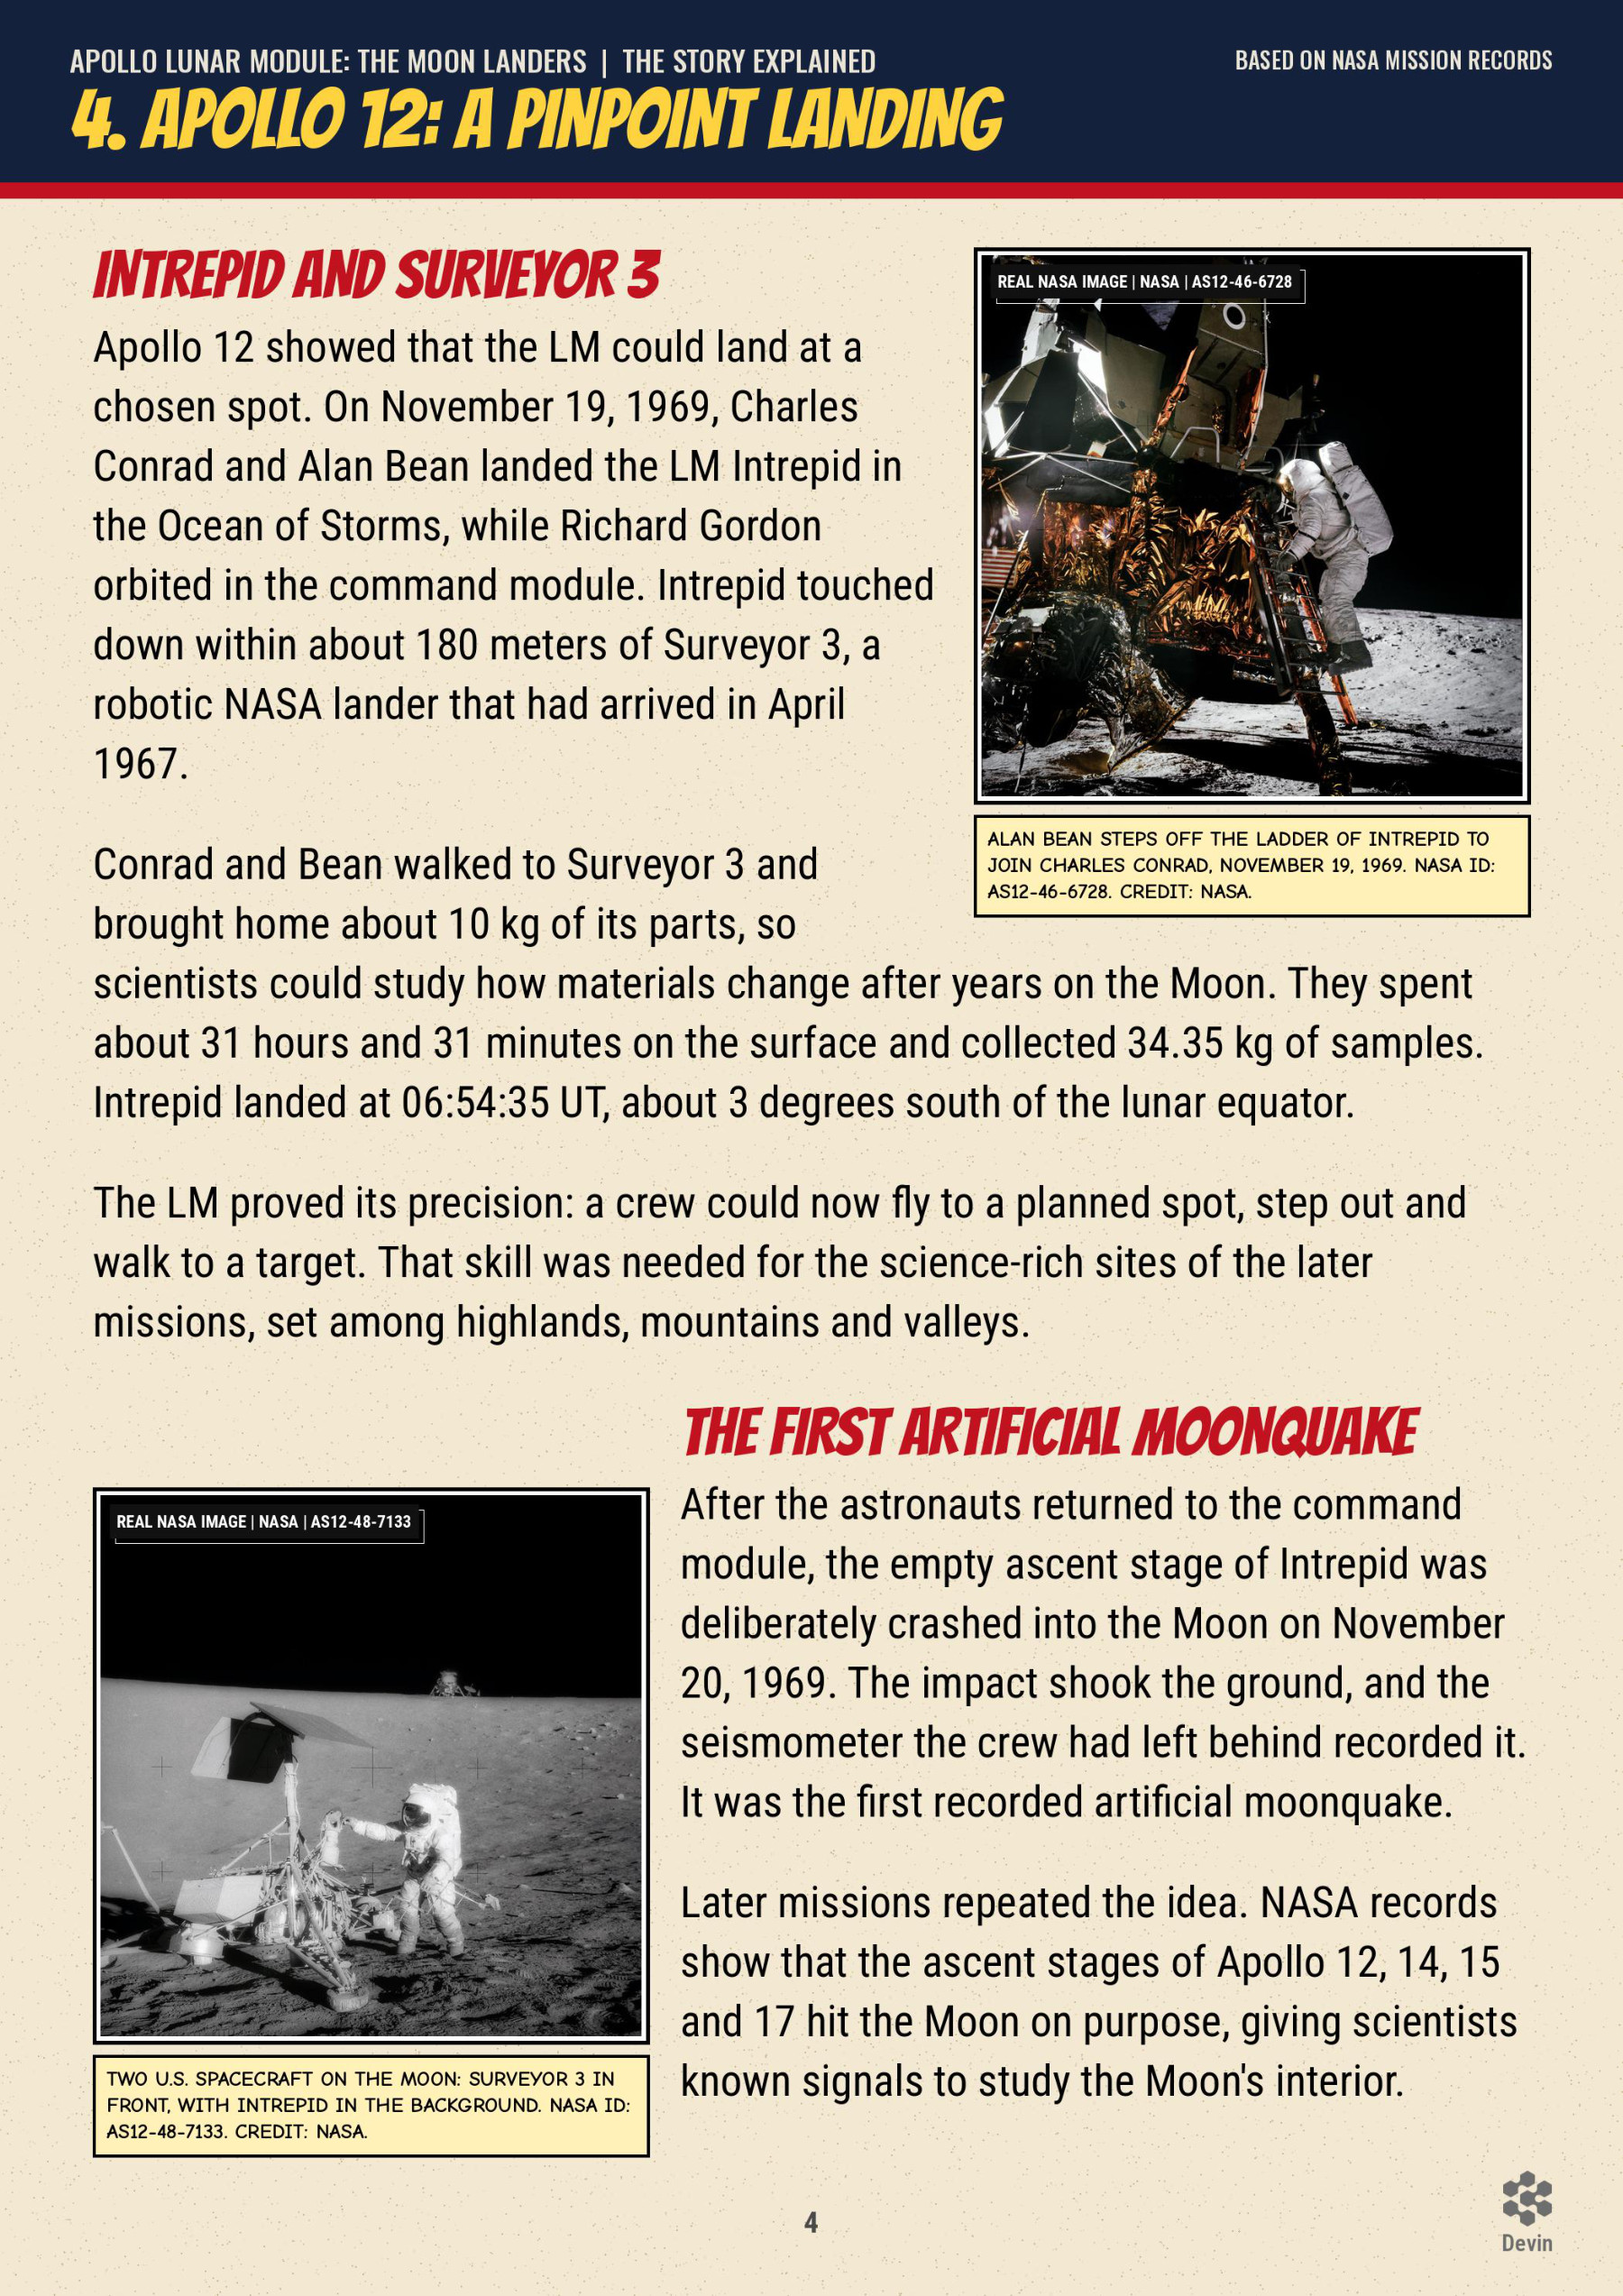 APOLLO LUNAR MODULE: THE MOON LANDERS | THE STORY EXPLAINED
BASED ON NASA MISSION RECORDS
4. APOLLO 12: A PINPOINT LANDING
INTREPID AND SURVEYOR 3
Apollo 12 showed that the LM could land at a
chosen spot. On November 19, 1969, Charles
Conrad and Alan Bean landed the LM Intrepid in
the Ocean of Storms, while Richard Gordon
orbited in the command module. Intrepid touched
down within about 180 meters of Surveyor 3, a
robotic NASA lander that had arrived in April
1967.
REAL NASA IMAGE | NASA | AS12-46-6728
ALAN BEAN STEPS OFF THE LADDER OF INTREPID TO
JOIN CHARLES CONRAD, NOVEMBER 19, 1969. NASA ID:
AS12-46-6728. CREDIT: NASA.
Conrad and Bean walked to Surveyor 3 and
brought home about 10 kg of its parts, so
scientists could study how materials change after years on the Moon. They spent
about 31 hours and 31 minutes on the surface and collected 34.35 kg of samples.
Intrepid landed at 06:54:35 UT, about 3 degrees south of the lunar equator.
The LM proved its precision: a crew could now fly to a planned spot, step out and
walk to a target. That skill was needed for the science-rich sites of the later
missions, set among highlands, mountains and valleys.
THE FIRST ARTIFICIAL MOONQUAKE
After the astronauts returned to the command
module, the empty ascent stage of Intrepid was
deliberately crashed into the Moon on November
20, 1969. The impact shook the ground, and the
seismometer the crew had left behind recorded it.
It was the first recorded artificial moonquake.
Later missions repeated the idea. NASA records
show that the ascent stages of Apollo 12, 14, 15
and 17 hit the Moon on purpose, giving scientists
known signals to study the Moon's interior.
REAL NASA IMAGE | NASA | AS12-48-7133
TWO U.S. SPACECRAFT ON THE MOON: SURVEYOR 3 IN
FRONT, WITH INTREPID IN THE BACKGROUND. NASA ID:
AS12-48-7133. CREDIT: NASA.
4
Devin